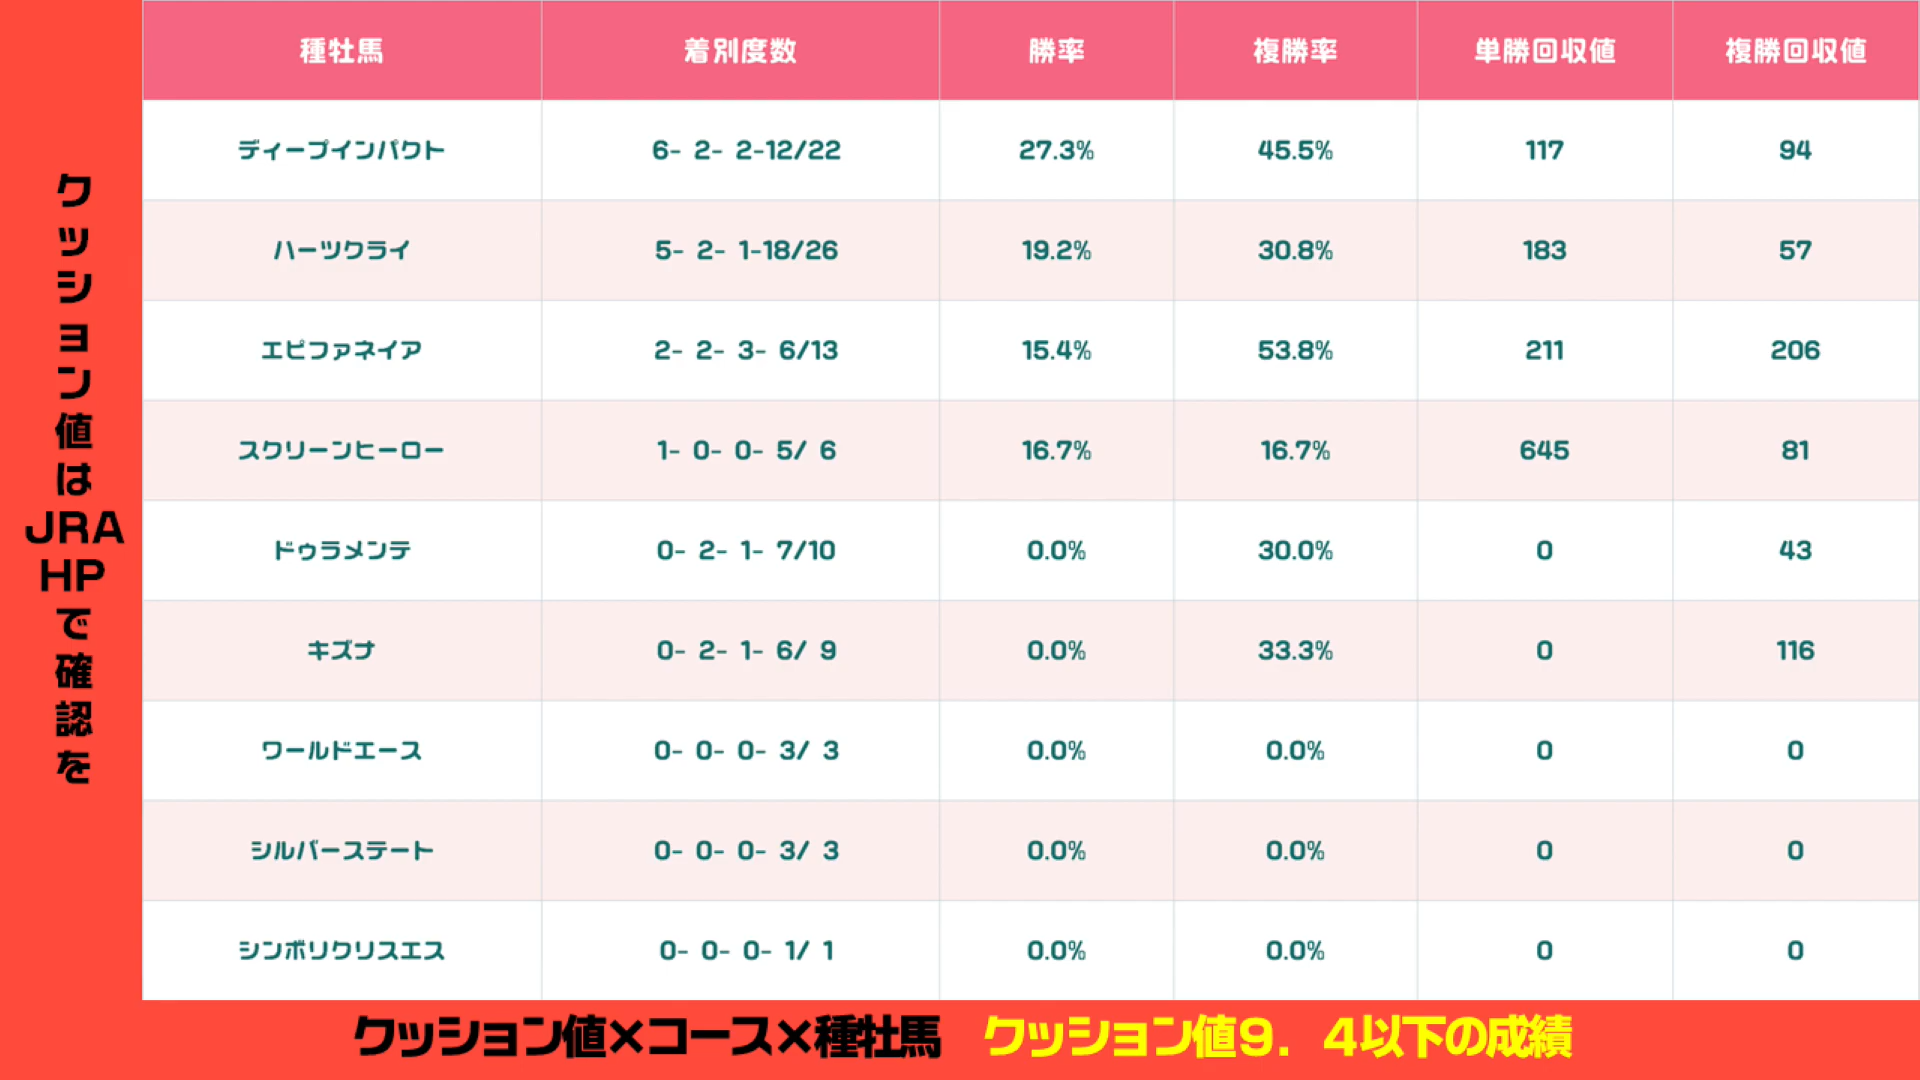 クッション値はJRAHPで確認を
種牡馬 着別度数 勝率 複勝率 単勝回収値 複勝回収値
ディープインパクト 6- 2- 2-12/22 27.3% 45.5% 117 94
ハーツクライ 5- 2- 1-18/26 19.2% 30.8% 183 57
エピファネイア 2- 2- 3- 6/13 15.4% 53.8% 211 206
スクリーンヒーロー 1- 0- 0- 5/ 6 16.7% 16.7% 645 81
ドゥラメンテ 0- 2- 1- 7/10 0.0% 30.0% 0 43
キズナ 0- 2- 1- 6/ 9 0.0% 33.3% 0 116
ワールドエース 0- 0- 0- 3/ 3 0.0% 0.0% 0 0
シルバーステート 0- 0- 0- 3/ 3 0.0% 0.0% 0 0
シンボリクリスエス 0- 0- 0- 1/ 1 0.0% 0.0% 0 0
クッション値×コース×種牡馬 クッション値9．4以下の成績